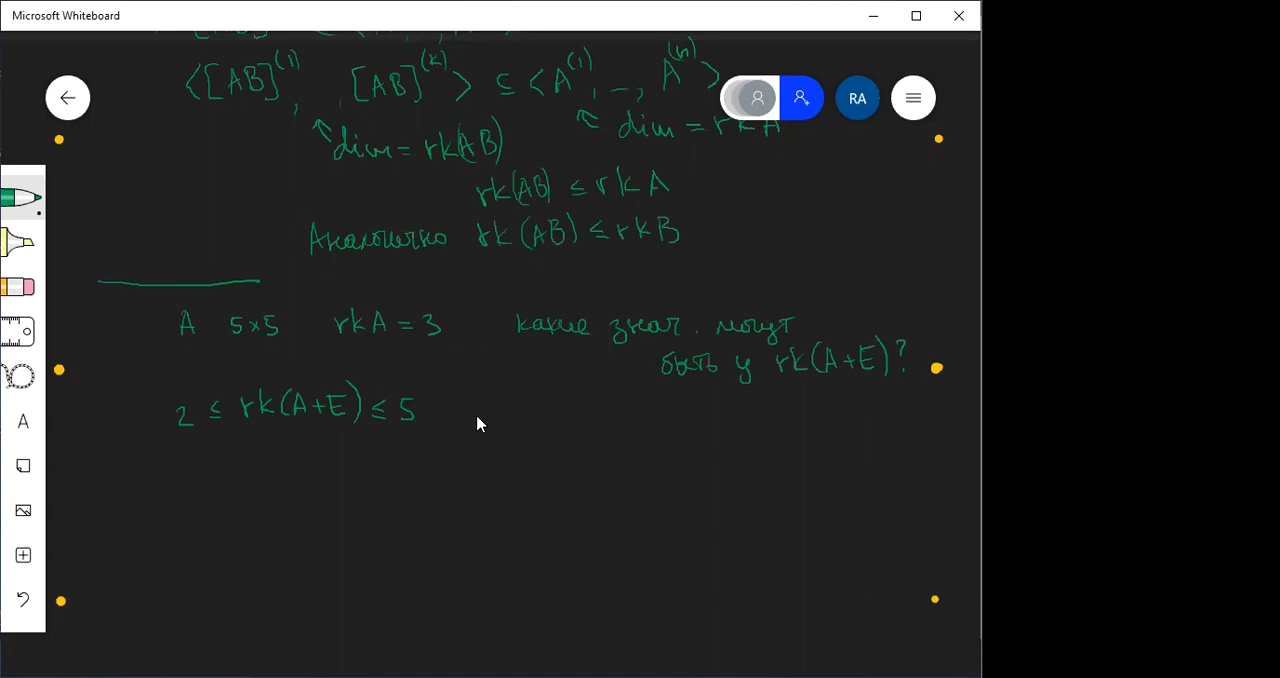 Microsoft Whiteboard
⟨[AB]^(1), , [AB]^(k)⟩ ⊆ ⟨A^(1), ..., A^(n)⟩
RA
dim = rk(AB) dim = rk A
rk(AB) ≤ rk A
Аналогично rk(AB) ≤ rk B
A 5×5 rk A = 3 какие знач. могут
быть у rk(A+E)?
2 ≤ rk(A+E) ≤ 5
A